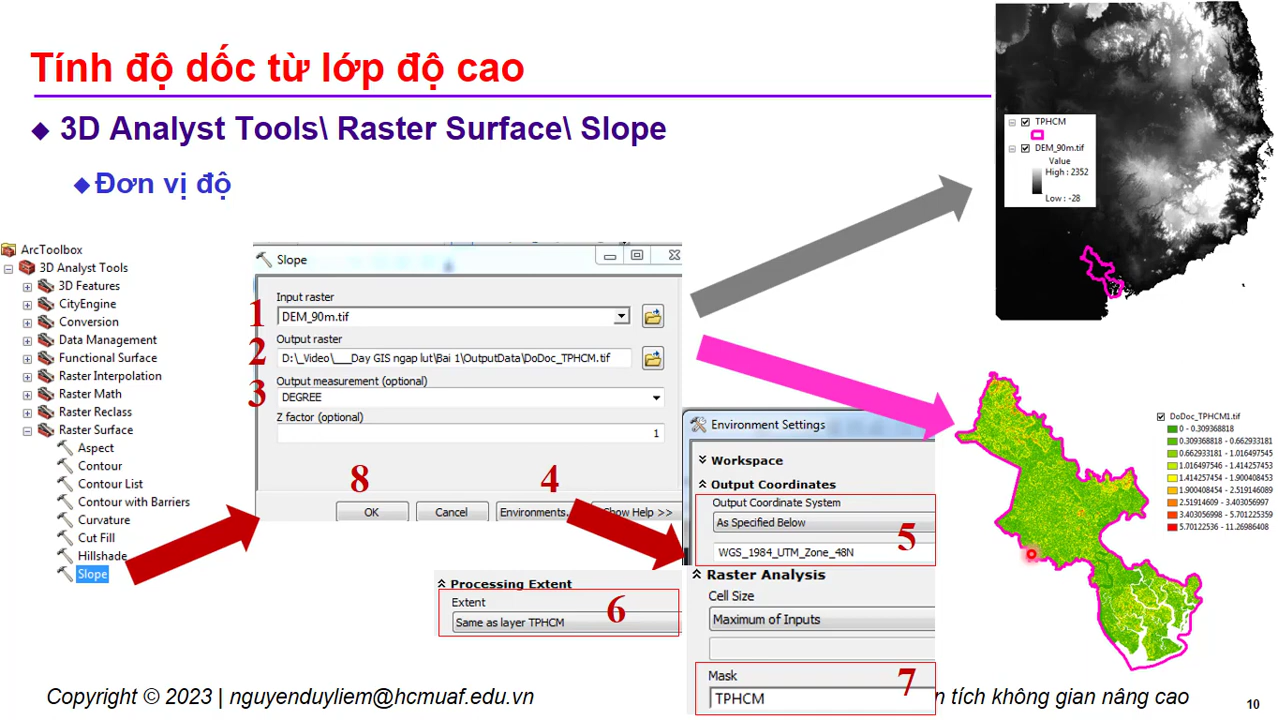 Tính độ dốc từ lớp độ cao
3D Analyst Tools\ Raster Surface\ Slope
Đơn vị độ
TPHCM
DEM_90m.tif
Value
High : 2352
Low : -28
ArcToolbox
3D Analyst Tools
3D Features
CityEngine
Conversion
Data Management
Functional Surface
Raster Interpolation
Raster Math
Raster Reclass
Raster Surface
Aspect
Contour
Contour List
Contour with Barriers
Curvature
Cut Fill
Hillshade
Slope
Slope
Input raster
1
DEM_90m.tif
Output raster
2
D:\_Video\___Day GIS ngap lut\Bai 1\OutputData\DoDoc_TPHCM.tif
Output measurement (optional)
3
DEGREE
Z factor (optional)
1
8
4
OK
Cancel
Environments..
Show Help >>
Environment Settings
Workspace
Output Coordinates
Output Coordinate System
As Specified Below
5
WGS_1984_UTM_Zone_48N
Processing Extent
Extent
6
Same as layer TPHCM
Raster Analysis
Cell Size
Maximum of Inputs
Mask
7
TPHCM
DoDoc_TPHCM1.tif
0 - 0.309368818
0.309368818 - 0.662933181
0.662933181 - 1.016497546
1.016497546 - 1.414257453
1.414257454 - 1.900408453
1.900408454 - 2.519146089
2.51914609 - 3.40305697
3.403056998 - 5.701225359
5.70122536 - 11.26986408
Copyright © 2023 | nguyenduyliem@hcmuaf.edu.vn
n tích không gian nâng cao
10